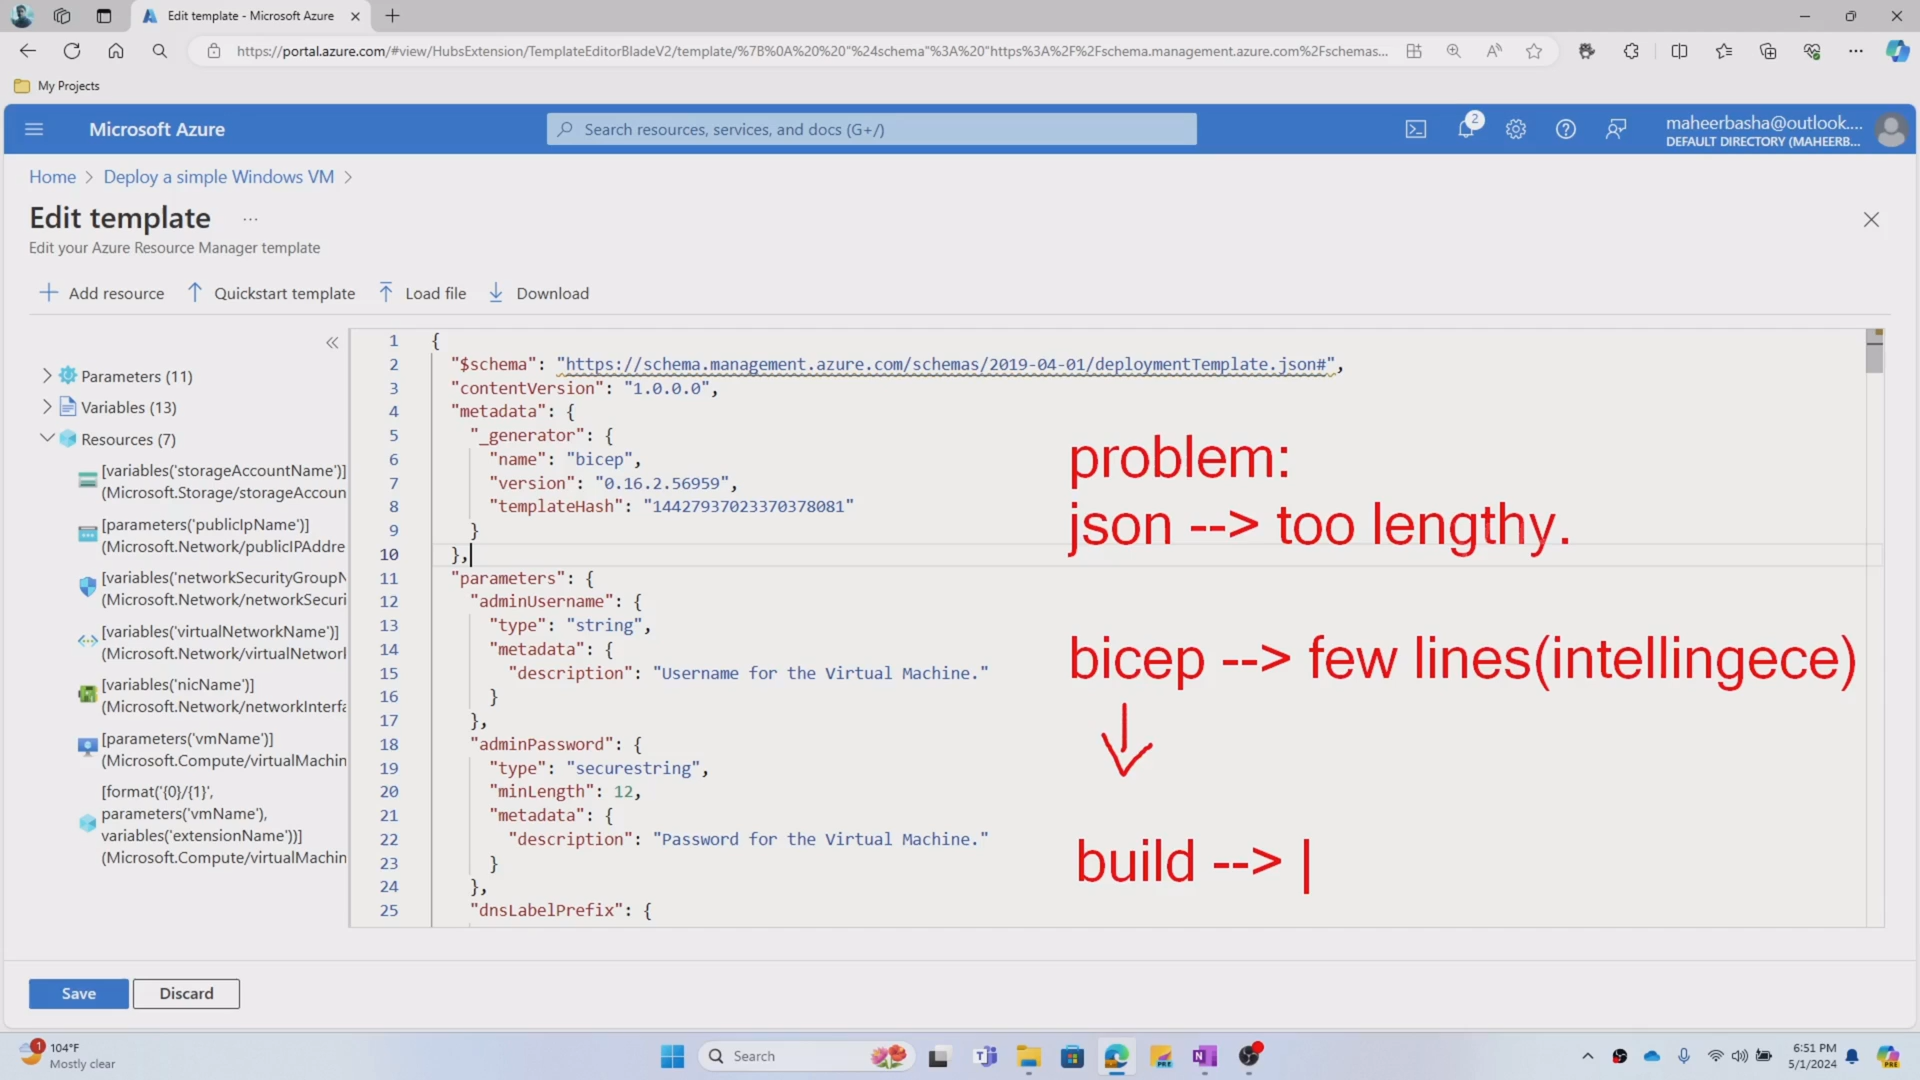 Edit template - Microsoft Azure
https://portal.azure.com/#view/HubsExtension/TemplateEditorBladeV2/template/%7B%0A%20%20"%24schema"%3A%20"https%3A%2F%2Fschema.management.azure.com%2Fschemas...
My Projects
Microsoft Azure
Search resources, services, and docs (G+/)
2
maheerbasha@outlook....
DEFAULT DIRECTORY (MAHEERB...
Home > Deploy a simple Windows VM >
Edit template ...
Edit your Azure Resource Manager template
Add resource
Quickstart template
Load file
Download
Parameters (11)
Variables (13)
Resources (7)
[variables('storageAccountName')]
(Microsoft.Storage/storageAccoun
[parameters('publicIpName')]
(Microsoft.Network/publicIPAddre
[variables('networkSecurityGroupN
(Microsoft.Network/networkSecuri
[variables('virtualNetworkName')]
(Microsoft.Network/virtualNetwork
[variables('nicName')]
(Microsoft.Network/networkInterfa
[parameters('vmName')]
(Microsoft.Compute/virtualMachin
[format('{0}/{1}',
parameters('vmName'),
variables('extensionName'))]
(Microsoft.Compute/virtualMachin
1 {
2 "$schema": "https://schema.management.azure.com/schemas/2019-04-01/deploymentTemplate.json#",
3 "contentVersion": "1.0.0.0",
4 "metadata": {
5 "_generator": {
6 "name": "bicep",
7 "version": "0.16.2.56959",
8 "templateHash": "14427937023370378081"
9 }
10 },
11 "parameters": {
12 "adminUsername": {
13 "type": "string",
14 "metadata": {
15 "description": "Username for the Virtual Machine."
16 }
17 },
18 "adminPassword": {
19 "type": "securestring",
20 "minLength": 12,
21 "metadata": {
22 "description": "Password for the Virtual Machine."
23 }
24 },
25 "dnsLabelPrefix": {
problem:
json --> too lengthy.
bicep --> few lines(intellingece)
build --> |
Save
Discard
1
104°F
Mostly clear
Search
6:51 PM
5/1/2024